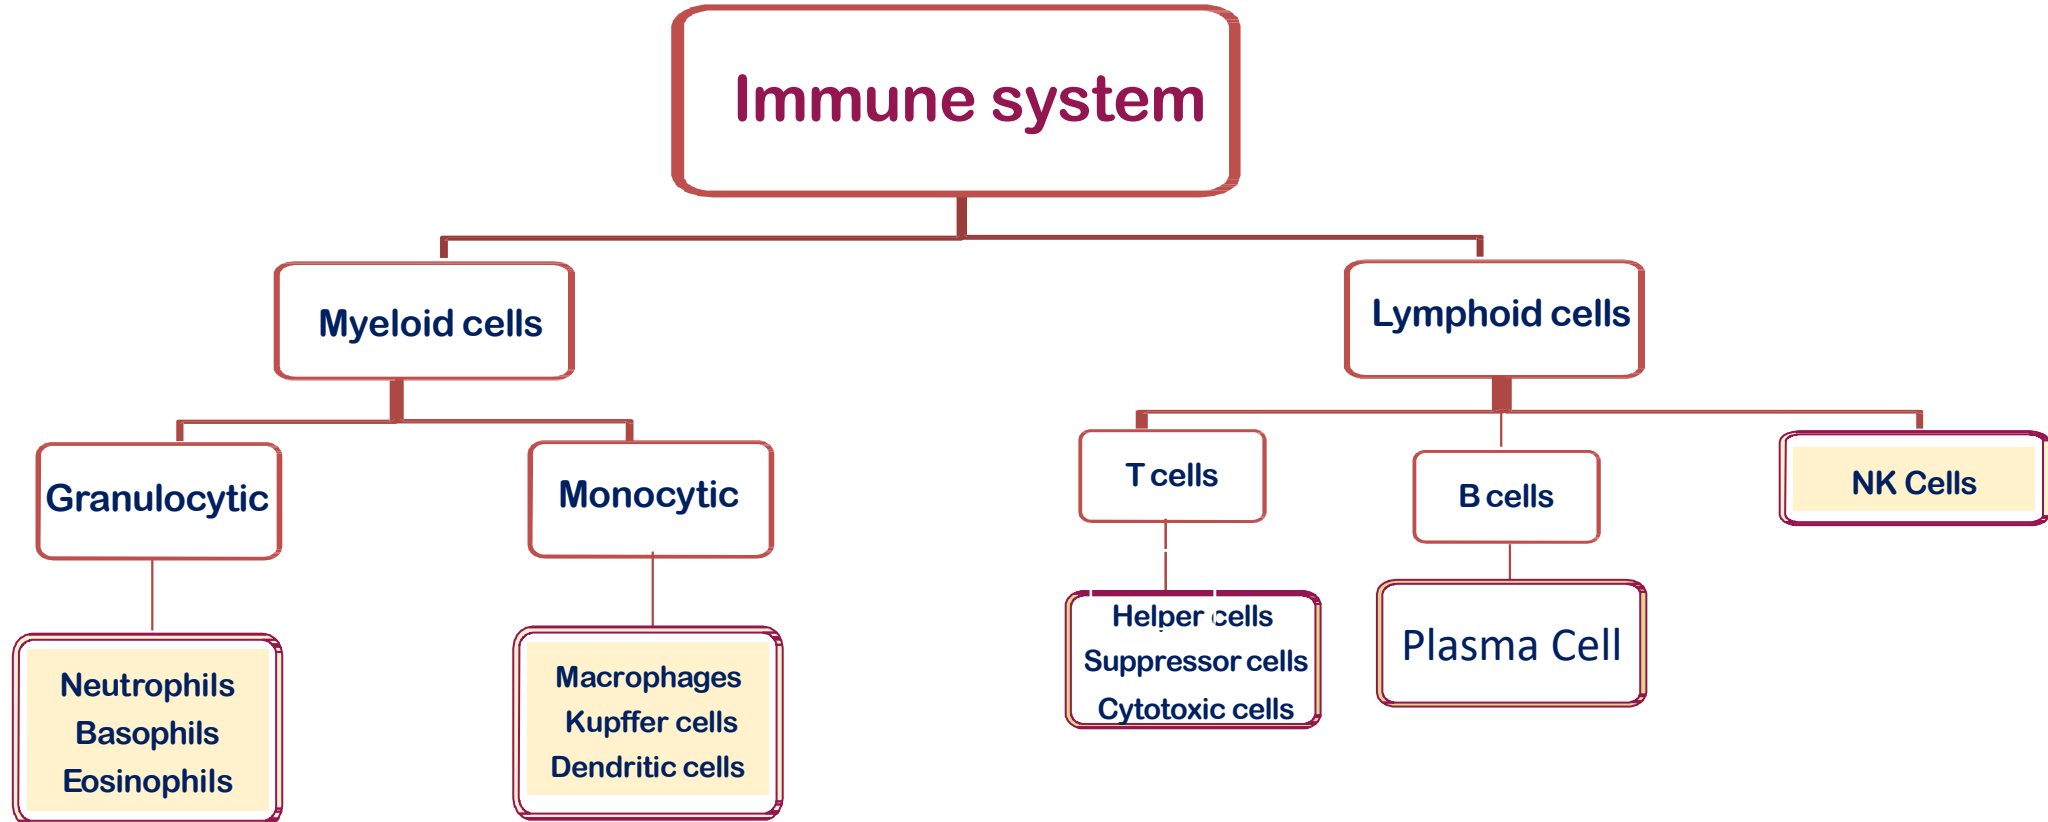 Immune system
Myeloid cells
Lymphoid cells
Granulocytic
Monocytic
T cells
B cells
NK Cells
Neutrophils
Basophils
Eosinophils
Macrophages
Kupffer cells
Dendritic cells
Helper cells
Suppressor cells
Cytotoxic cells
Plasma Cell